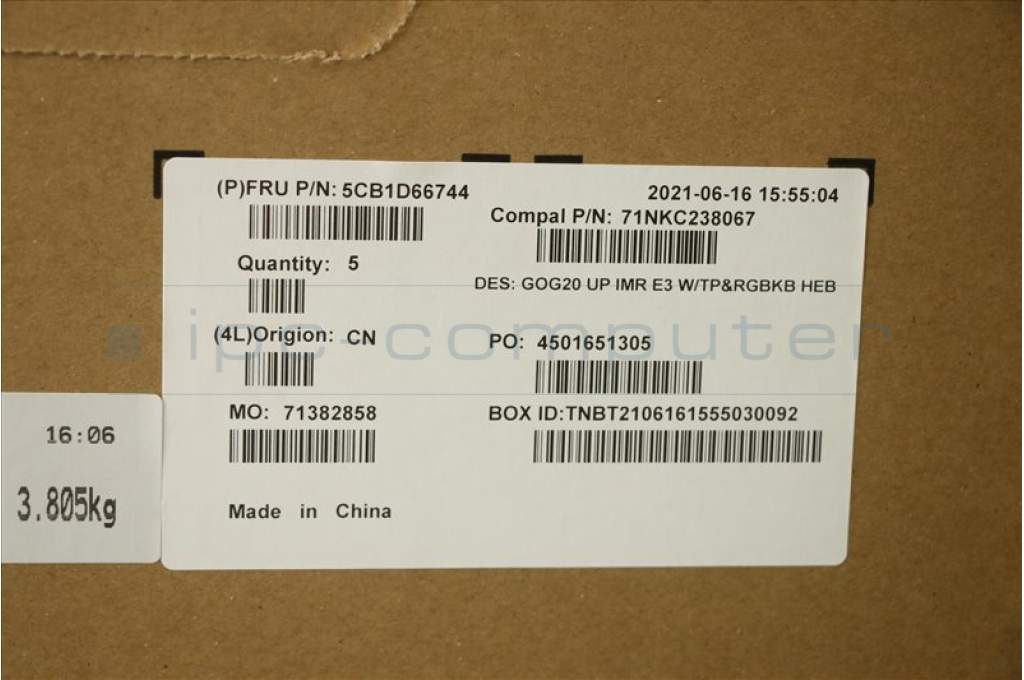 (P)FRU P/N: 5CB1D66744
2021-06-16 15:55:04
Compal P/N: 71NKC238067
Quantity: 5
DES: GOG20 UP IMR E3 W/TP&RGBKB HEB
(4L)Origion: CN
PO: 4501651305
ipc-computer
MO: 71382858
BOX ID:TNBT2106161555030092
Made in China
16:06
3.805kg